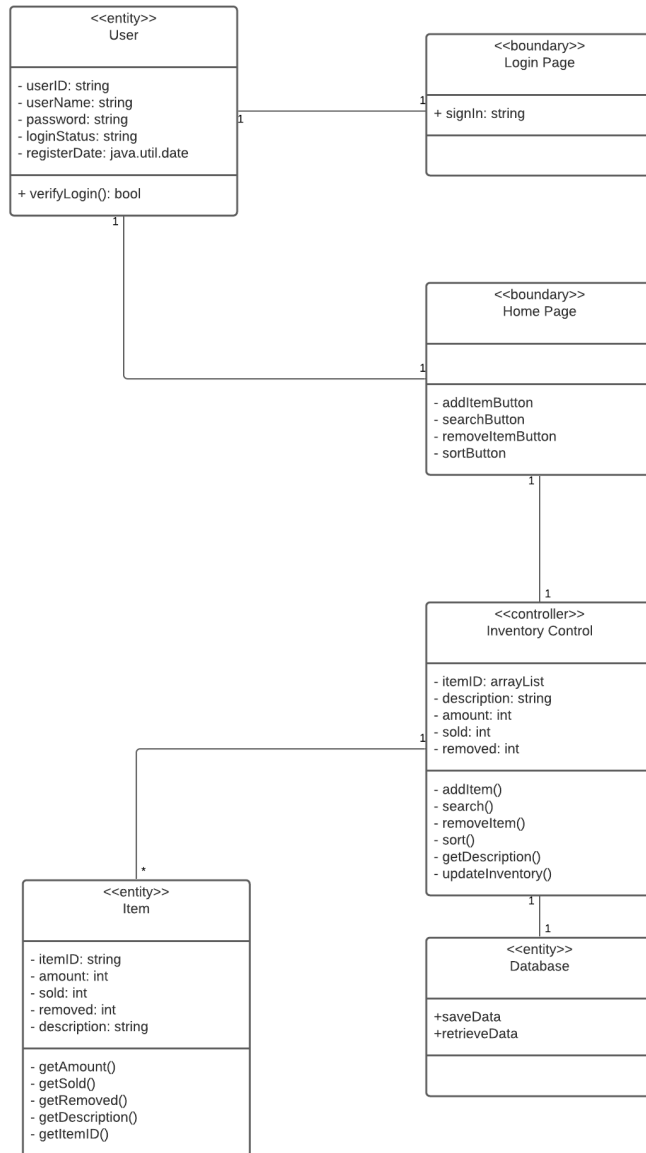 <<entity>>
User
- userID: string
- userName: string
- password: string
- loginStatus: string
- registerDate: java.util.date
+ verifyLogin(): bool
1
1
<<boundary>>
Login Page
+ signIn: string
1
1
<<boundary>>
Home Page
- addItemButton
- searchButton
- removeItemButton
- sortButton
1
1
<<controller>>
Inventory Control
- itemID: arrayList
- description: string
- amount: int
- sold: int
- removed: int
- addItem()
- search()
- removeItem()
- sort()
- getDescription()
- updateInventory()
1
*
<<entity>>
Item
- itemID: string
- amount: int
- sold: int
- removed: int
- description: string
- getAmount()
- getSold()
- getRemoved()
- getDescription()
- getItemID()
1
1
<<entity>>
Database
+saveData
+retrieveData